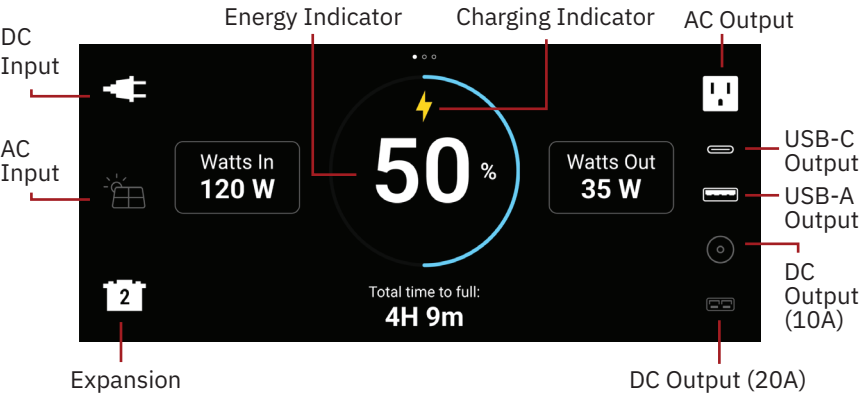 Energy Indicator
Charging Indicator
AC Output
DC
Input
AC
Input
Watts In
120 W
50 %
Watts Out
35 W
USB-C
Output
USB-A
Output
DC
Output
(10A)
2
Total time to full:
4H 9m
Expansion
DC Output (20A)